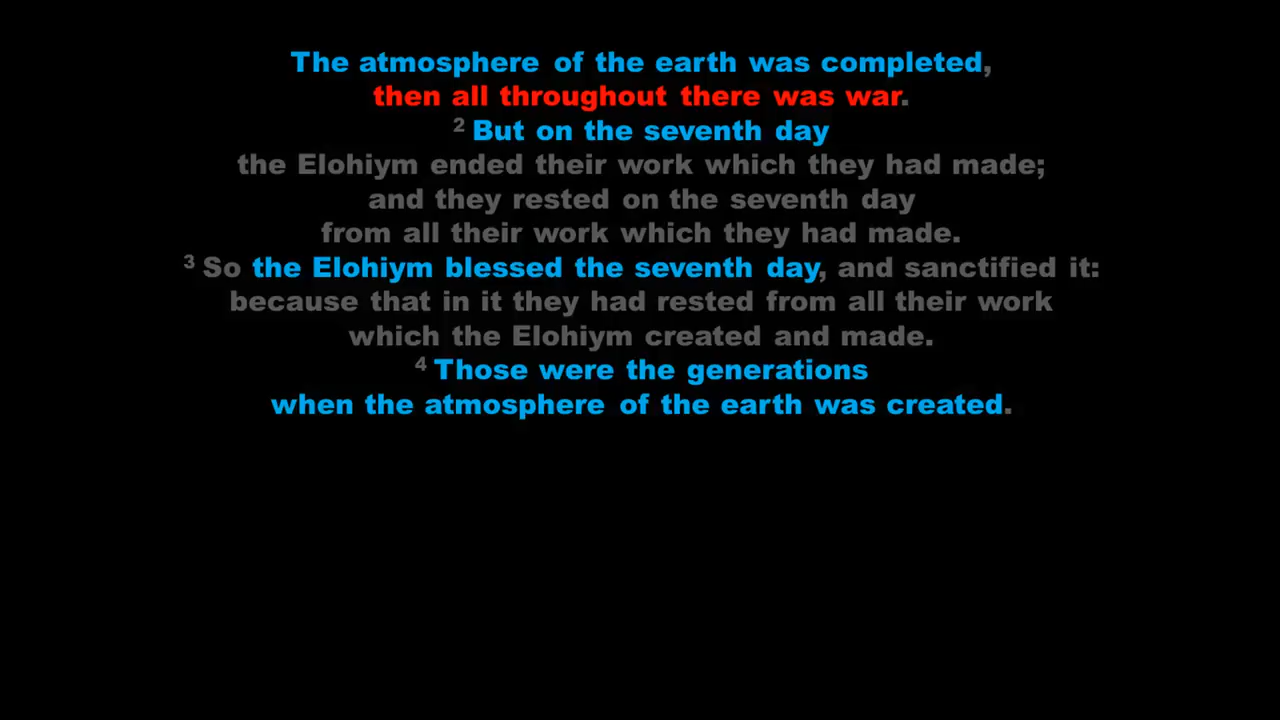 The atmosphere of the earth was completed,
then all throughout there was war.
2 But on the seventh day
the Elohiym ended their work which they had made;
and they rested on the seventh day
from all their work which they had made.
3 So the Elohiym blessed the seventh day, and sanctified it:
because that in it they had rested from all their work
which the Elohiym created and made.
4 Those were the generations
when the atmosphere of the earth was created.